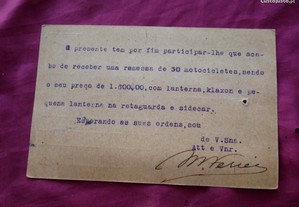 O presente tem por fim participar-lhe que aca-
bo de receber uma remessa de 30 motocicletes, sendo
o seu preço de 1.600,00, com lanterna, klaxon e pe-
quena lanterna na retaguarda e sidecar.
Esperando as suas ordens, sou
de V.Sna.
Att e Vnr.